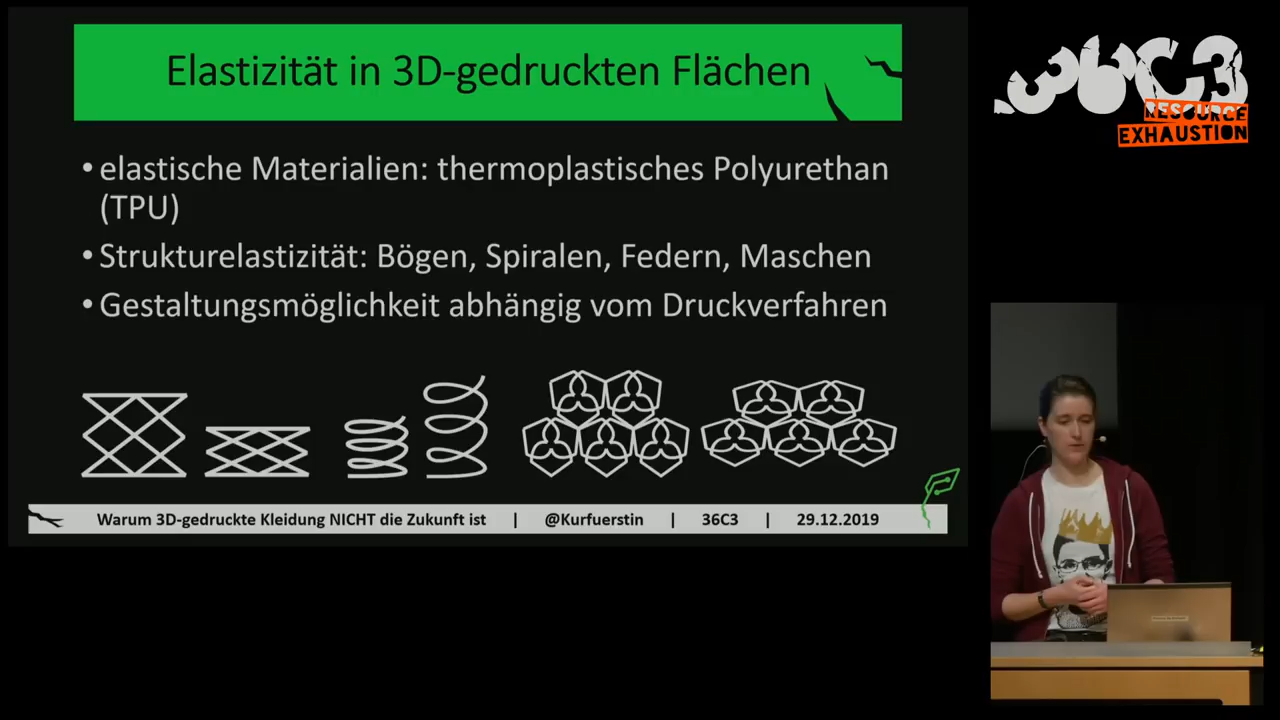 Elastizität in 3D-gedruckten Flächen
• elastische Materialien: thermoplastisches Polyurethan
(TPU)
• Strukturelastizität: Bögen, Spiralen, Federn, Maschen
• Gestaltungsmöglichkeit abhängig vom Druckverfahren
Warum 3D-gedruckte Kleidung NICHT die Zukunft ist | @Kurfuerstin | 36C3 | 29.12.2019
36C3
RESOURCE
EXHAUSTION